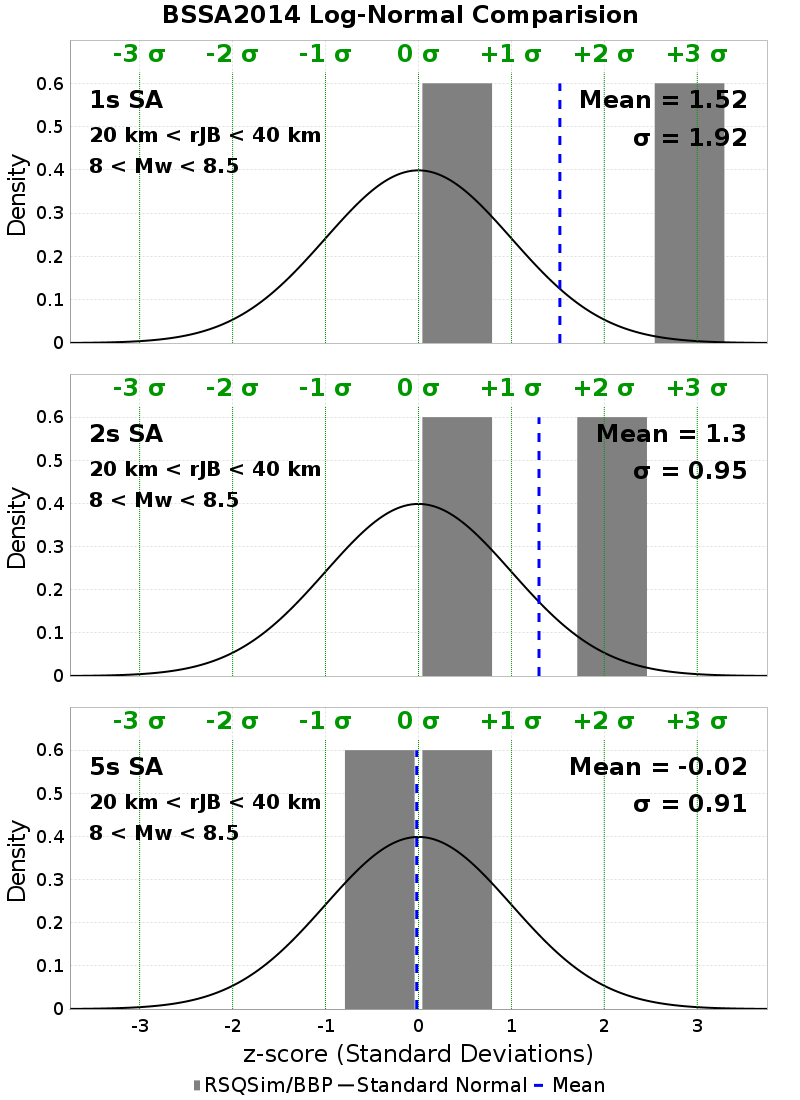 BSSA2014 Log-Normal Comparision
-3 σ -2 σ -1 σ 0 σ +1 σ +2 σ +3 σ
0.6
1s SA
Mean = 1.52
0.5
20 km < rJB < 40 km
σ = 1.92
8 < Mw < 8.5
0.4
0.3
0.2
0.1
0
Density
-3 σ -2 σ -1 σ 0 σ +1 σ +2 σ +3 σ
0.6
2s SA
Mean = 1.3
0.5
20 km < rJB < 40 km
σ = 0.95
8 < Mw < 8.5
0.4
0.3
0.2
0.1
0
Density
-3 σ -2 σ -1 σ 0 σ +1 σ +2 σ +3 σ
0.6
5s SA
Mean = -0.02
0.5
20 km < rJB < 40 km
σ = 0.91
8 < Mw < 8.5
0.4
0.3
0.2
0.1
0
Density
-3 -2 -1 0 1 2 3
z-score (Standard Deviations)
RSQSim/BBP Standard Normal Mean